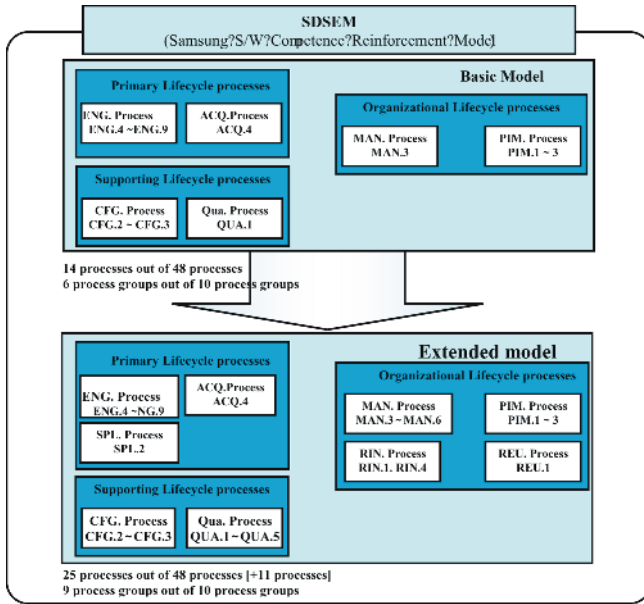 SDSEM
(Samsung?S/W?Competence?Reinforcement?Model)
Basic Model
Primary Lifecycle processes
ENG. Process
ENG.4 ~ENG.9
ACQ.Process
ACQ.4
Organizational Lifecycle processes
MAN. Process
MAN.3
PIM. Process
PIM.1 ~ 3
Supporting Lifecycle processes
CFG. Process
CFG.2 ~ CFG.3
Qua. Process
QUA.1
14 processes out of 48 processes
6 process groups out of 10 process groups
Extended model
Primary Lifecycle processes
ENG. Process
ENG.4 ~NG.9
ACQ.Process
ACQ.4
SPL. Process
SPL.2
Organizational Lifecycle processes
MAN. Process
MAN.3~MAN.6
PIM. Process
PIM.1 ~ 3
RIN. Process
RIN.1. RIN.4
REU. Process
REU.1
Supporting Lifecycle processes
CFG. Process
CFG.2~CFG.3
Qua. Process
QUA.1~QUA.5
25 processes out of 48 processes [+11 processes]
9 process groups out of 10 process groups